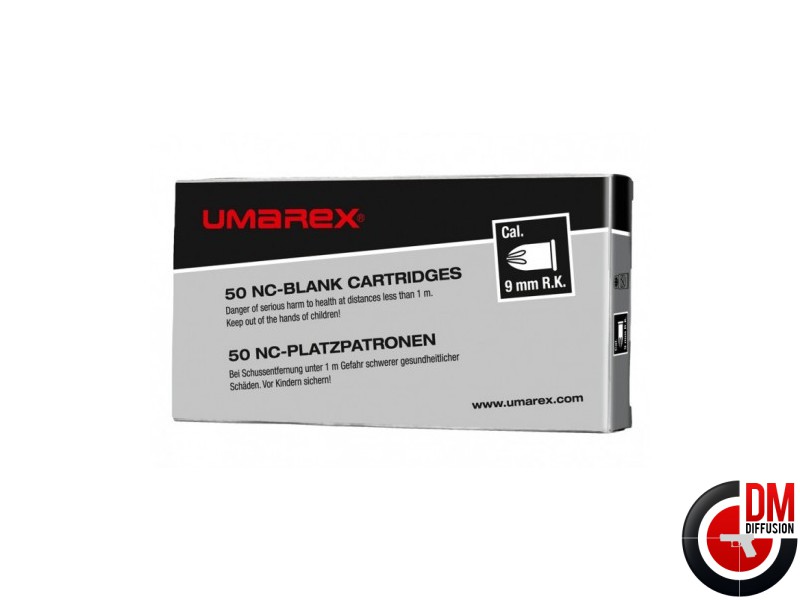 UMAREX®
Cal.
9 mm R.K.
50 NC-BLANK CARTRIDGES
Danger of serious harm to health at distances less than 1 m.
Keep out of the hands of children!
50 NC-PLATZPATRONEN
Bei Schussentfernung unter 1 m Gefahr schwerer gesundheitlicher
Schäden. Vor Kindern sichern!
www.umarex.com
9 mm R.K.
DM
DIFFUSION